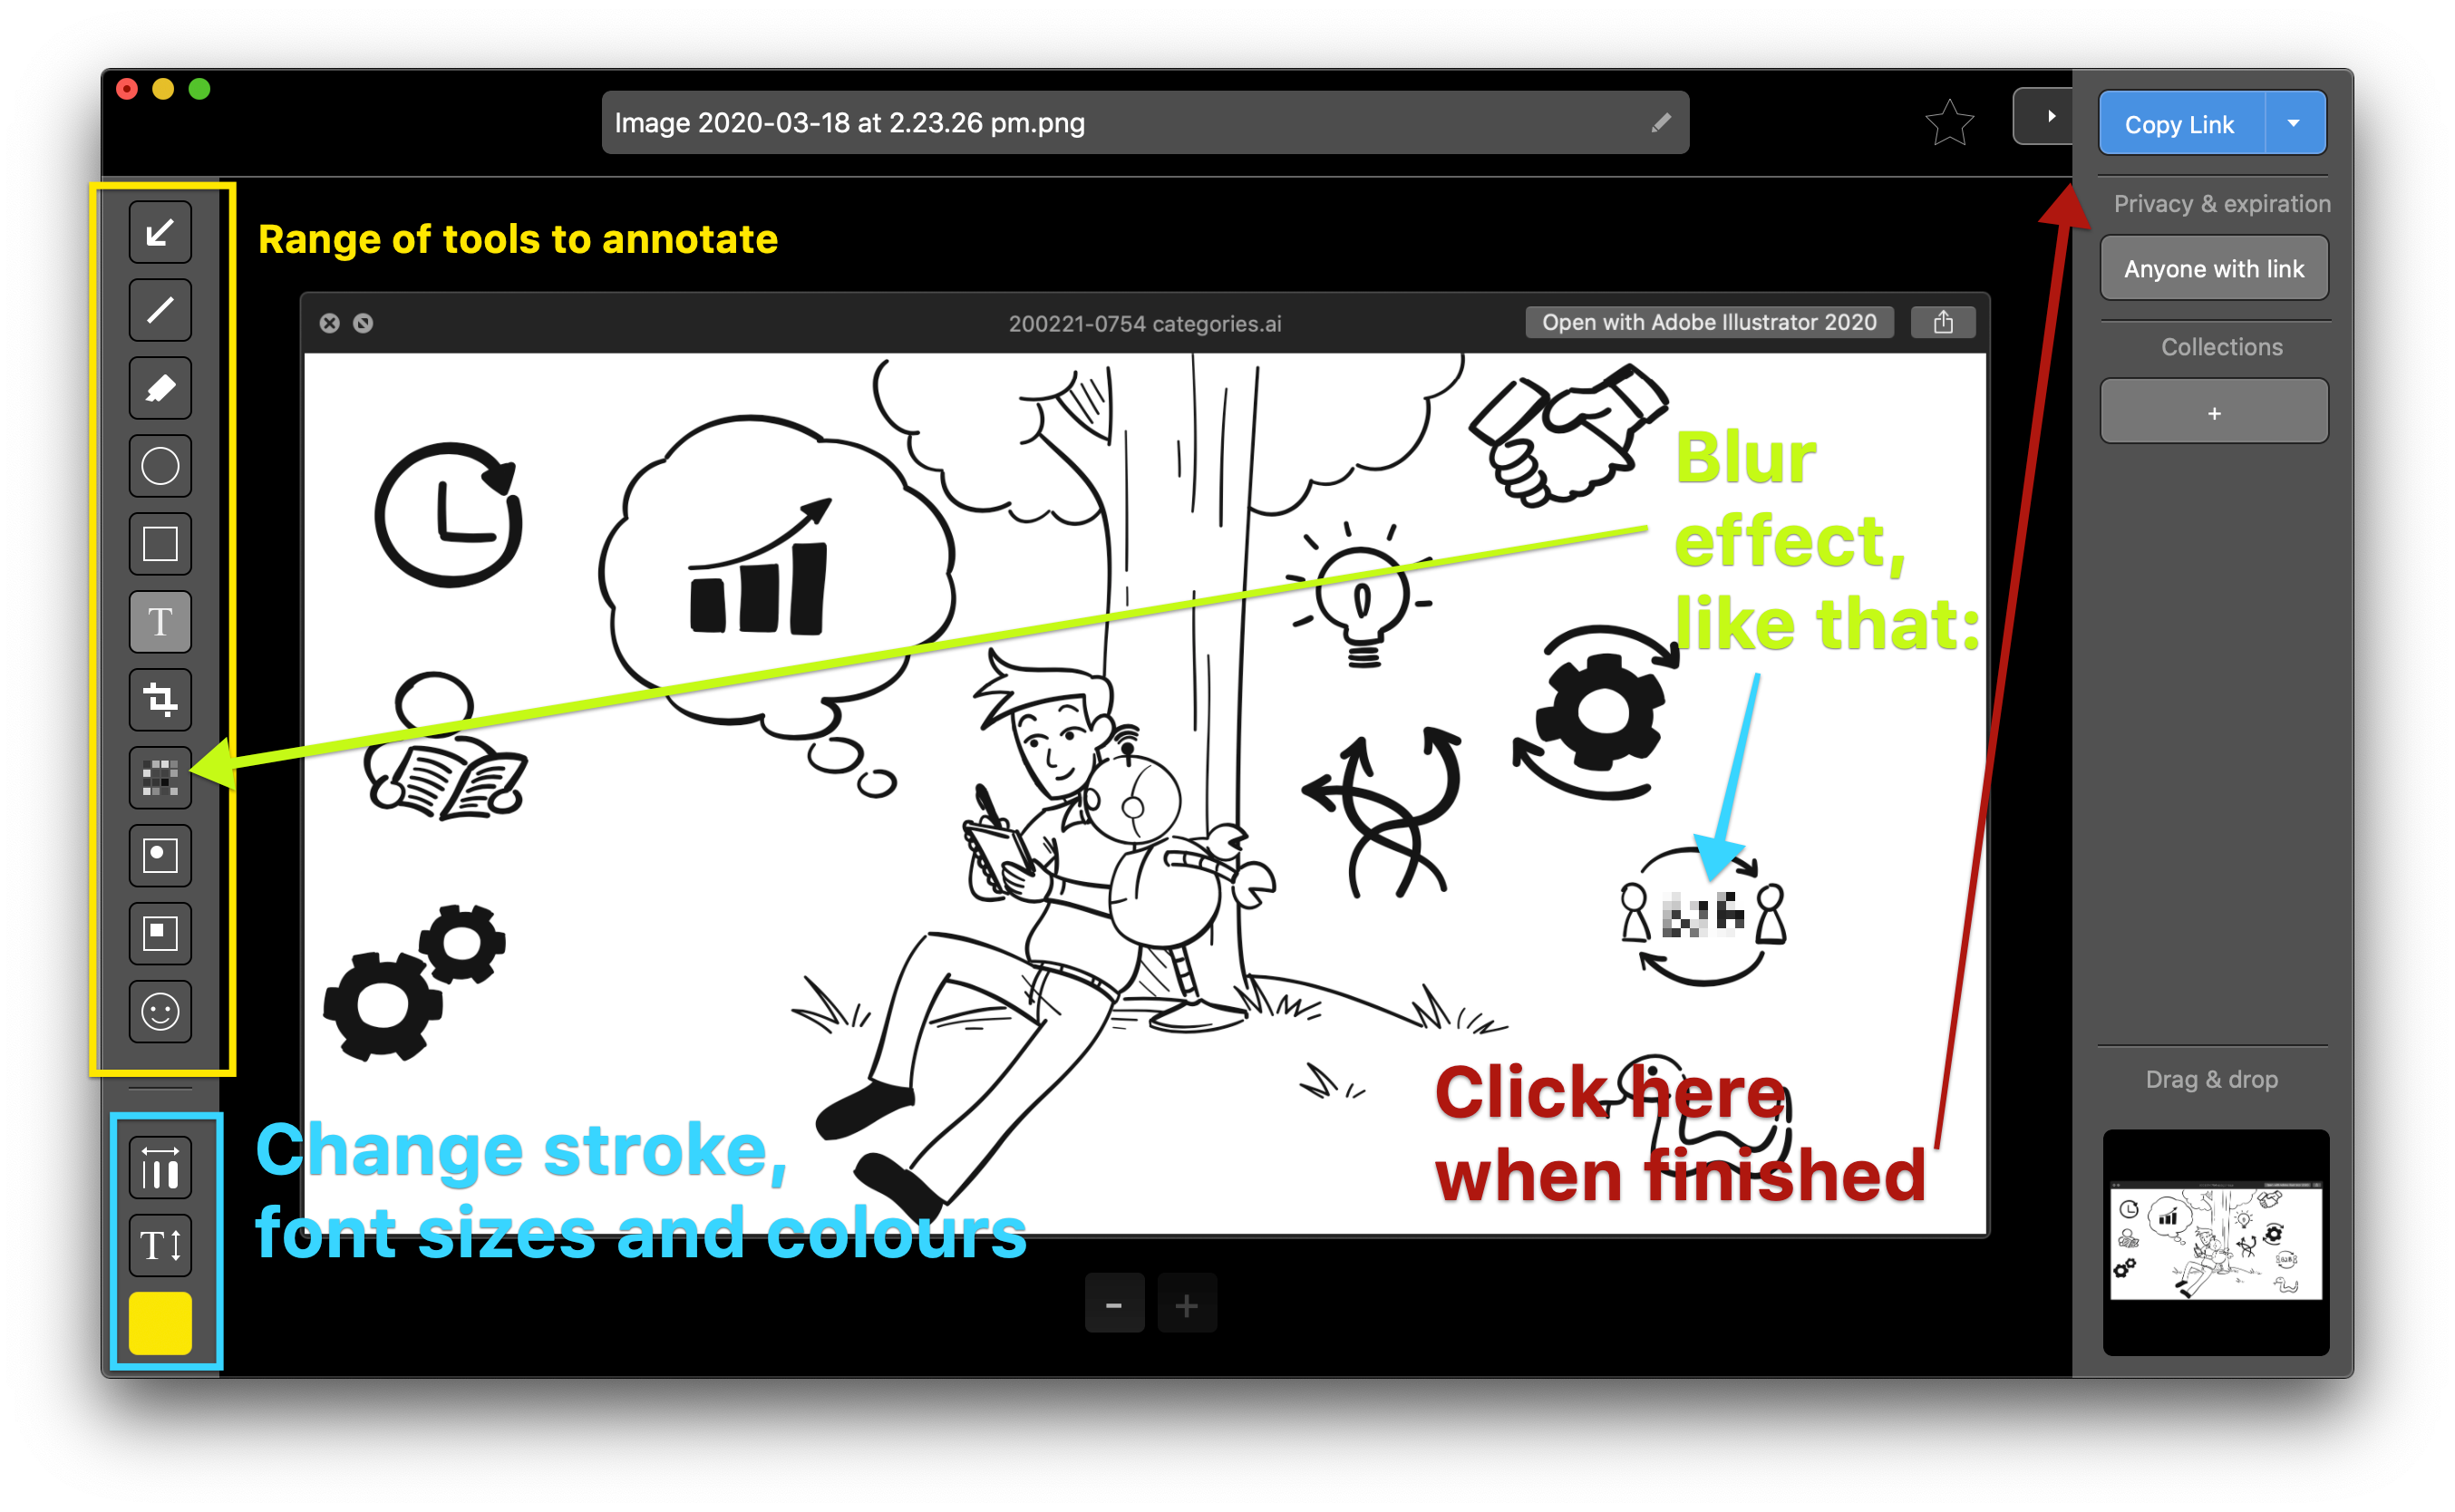 Image 2020-03-18 at 2.23.26 pm.png
Copy Link
Privacy & expiration
Anyone with link
Collections
+
Range of tools to annotate
200221-0754 categories.ai
Open with Adobe Illustrator 2020
Blur
effect,
like that:
T
Click here
when finished
Change stroke,
font sizes and colours
T
- +
Drag & drop